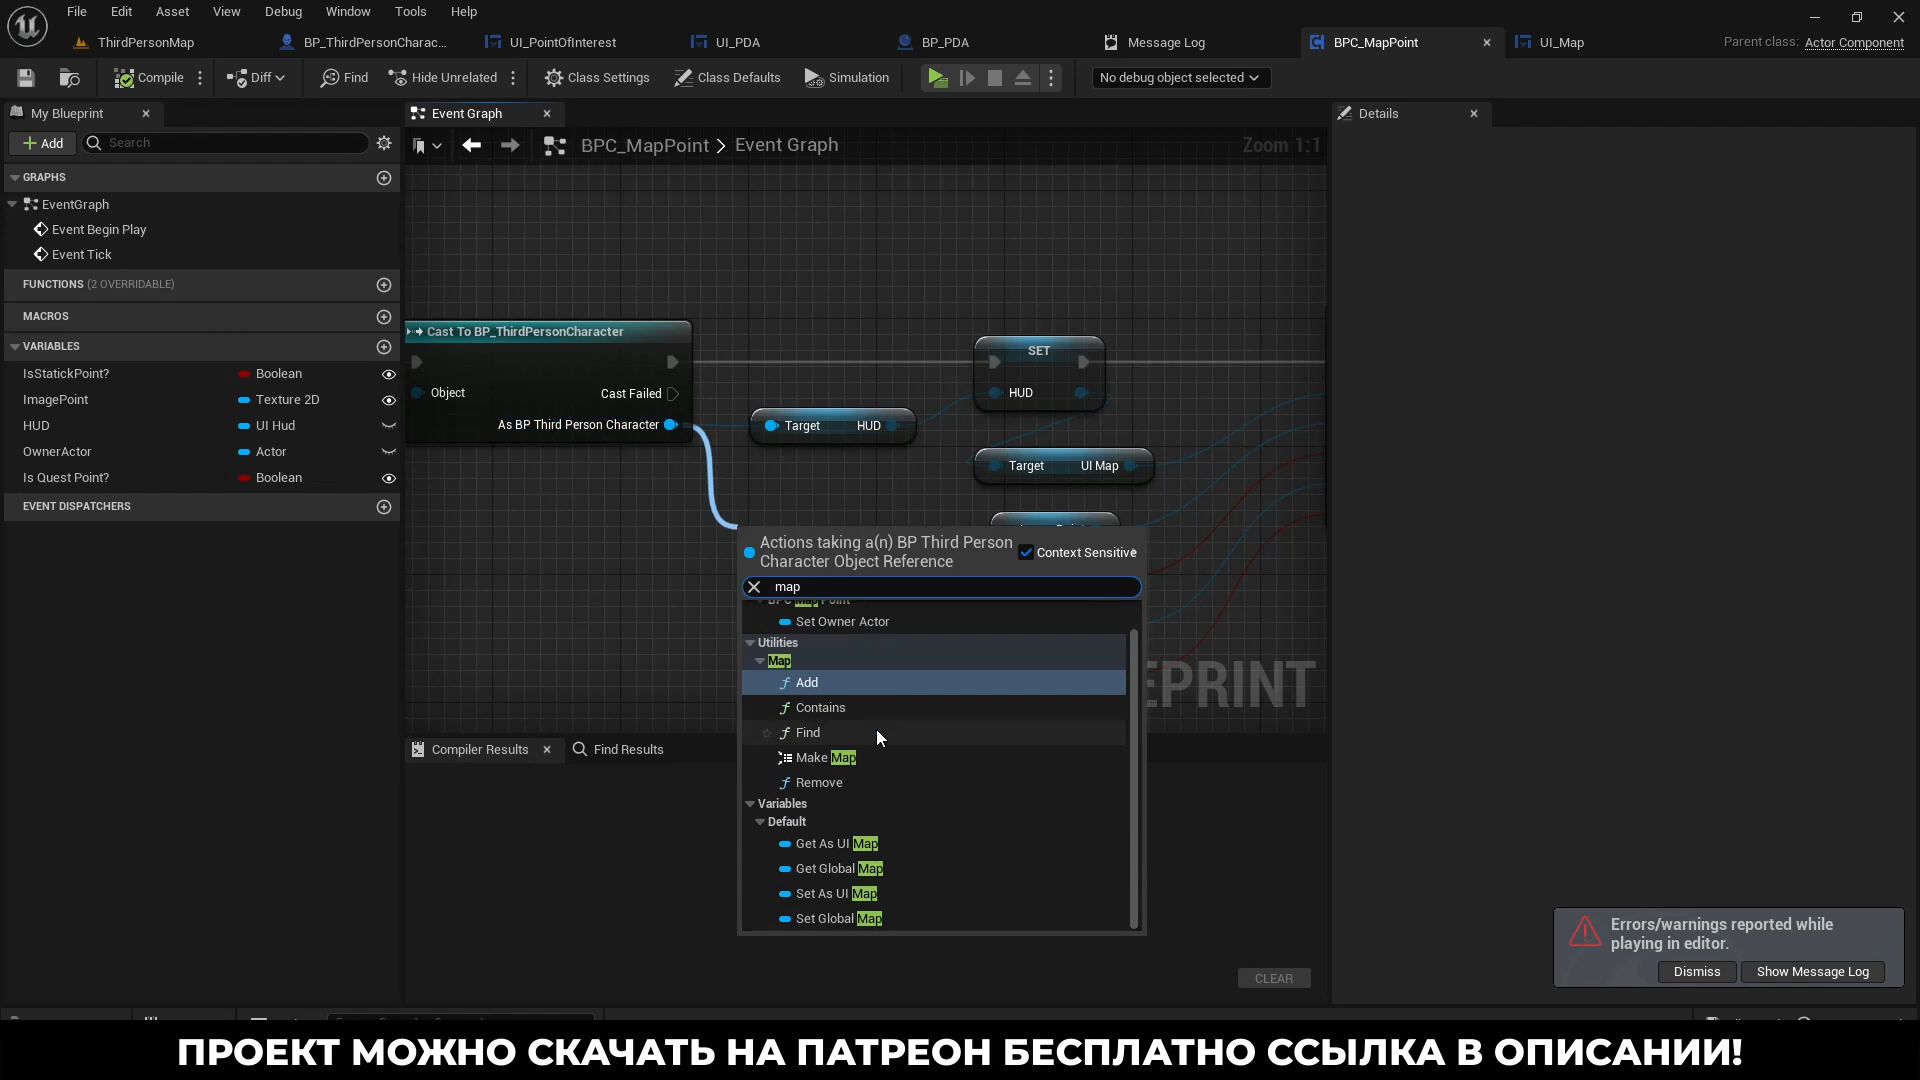 File Edit Asset View Debug Window Tools Help
ThirdPersonMap BP_ThirdPersonCharac... UI_PointOfInterest UI_PDA BP_PDA Message Log BPC_MapPoint UI_Map Parent class: Actor Component
Compile Diff Find Hide Unrelated Class Settings Class Defaults Simulation No debug object selected
My Blueprint Event Graph Details
Add Search
BPC_MapPoint > Event Graph Zoom 1:1
GRAPHS
EventGraph
Event Begin Play
Event Tick
FUNCTIONS (2 OVERRIDABLE)
MACROS
VARIABLES
IsStatickPoint? Boolean
ImagePoint Texture 2D
HUD UI Hud
OwnerActor Actor
Is Quest Point? Boolean
EVENT DISPATCHERS
Cast To BP_ThirdPersonCharacter
Object Cast Failed
As BP Third Person Character
Target HUD
SET
HUD
Target UI Map
Actions taking a(n) BP Third Person
Character Object Reference
Context Sensitive
map
BPC Map Point
Set Owner Actor
Utilities
Map
Add
Contains
Find
Make Map
Remove
Variables
Default
Get As UI Map
Get Global Map
Set As UI Map
Set Global Map
EPRINT
Compiler Results Find Results
CLEAR
Errors/warnings reported while
playing in editor.
Dismiss Show Message Log
ПРОЕКТ МОЖНО СКАЧАТЬ НА ПАТРЕОН БЕСПЛАТНО ССЫЛКА В ОПИСАНИИ!